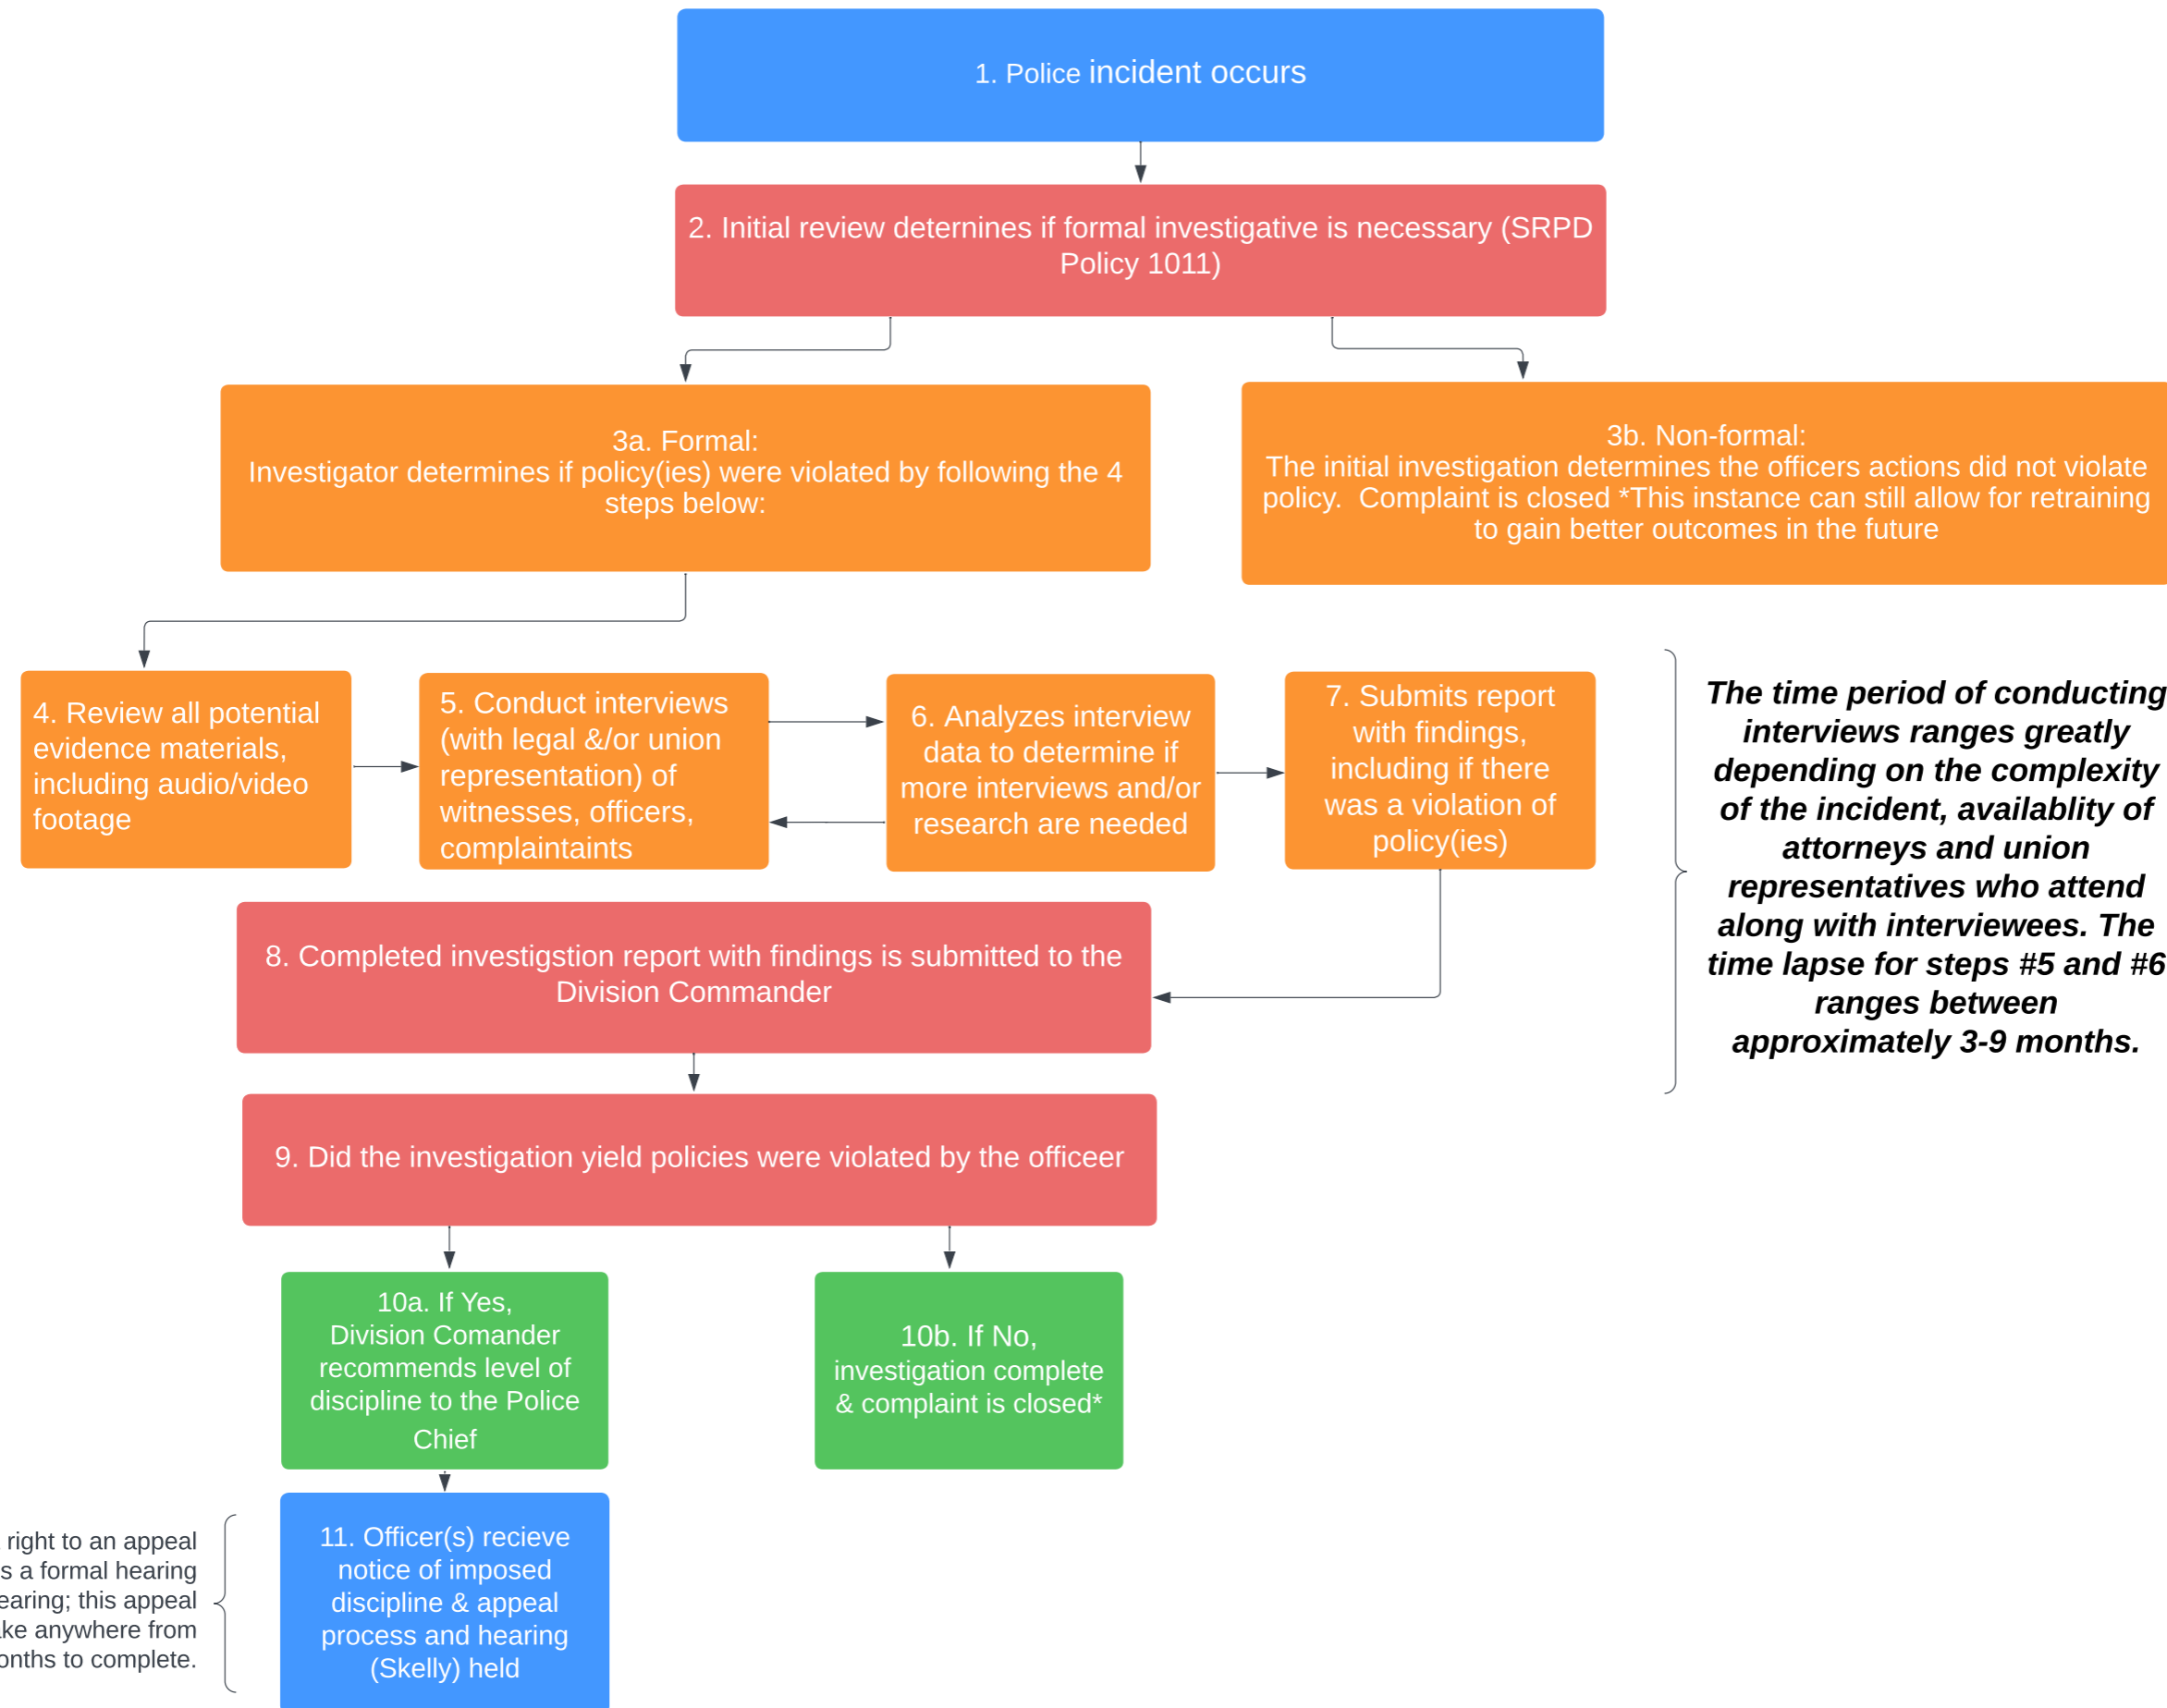 1. Police incident occurs
2. Initial review deternines if formal investigative is necessary (SRPD
Policy 1011)
3a. Formal:
Investigator determines if policy(ies) were violated by following the 4
steps below:
3b. Non-formal:
The initial investigation determines the officers actions did not violate
policy.  Complaint is closed *This instance can still allow for retraining
to gain better outcomes in the future
4. Review all potential
evidence materials,
including audio/video
footage
5. Conduct interviews
(with legal &/or union
representation) of
witnesses, officers,
complaintaints
6. Analyzes interview
data to determine if
more interviews and/or
research are needed
7. Submits report
with findings,
including if there
was a violation of
policy(ies)
The time period of conducting
interviews ranges greatly
depending on the complexity
of the incident, availablity of
attorneys and union
representatives who attend
along with interviewees. The
time lapse for steps #5 and #6
ranges between
approximately 3-9 months.
8. Completed investigstion report with findings is submitted to the
Division Commander
9. Did the investigation yield policies were violated by the officeer
10a. If Yes,
Division Comander
recommends level of
discipline to the Police
Chief
10b. If No,
investigation complete
& complaint is closed*
11. Officer(s) recieve
notice of imposed
discipline & appeal
process and hearing
(Skelly) held
right to an appeal
a formal hearing
this appeal
anywhere from
to complete.